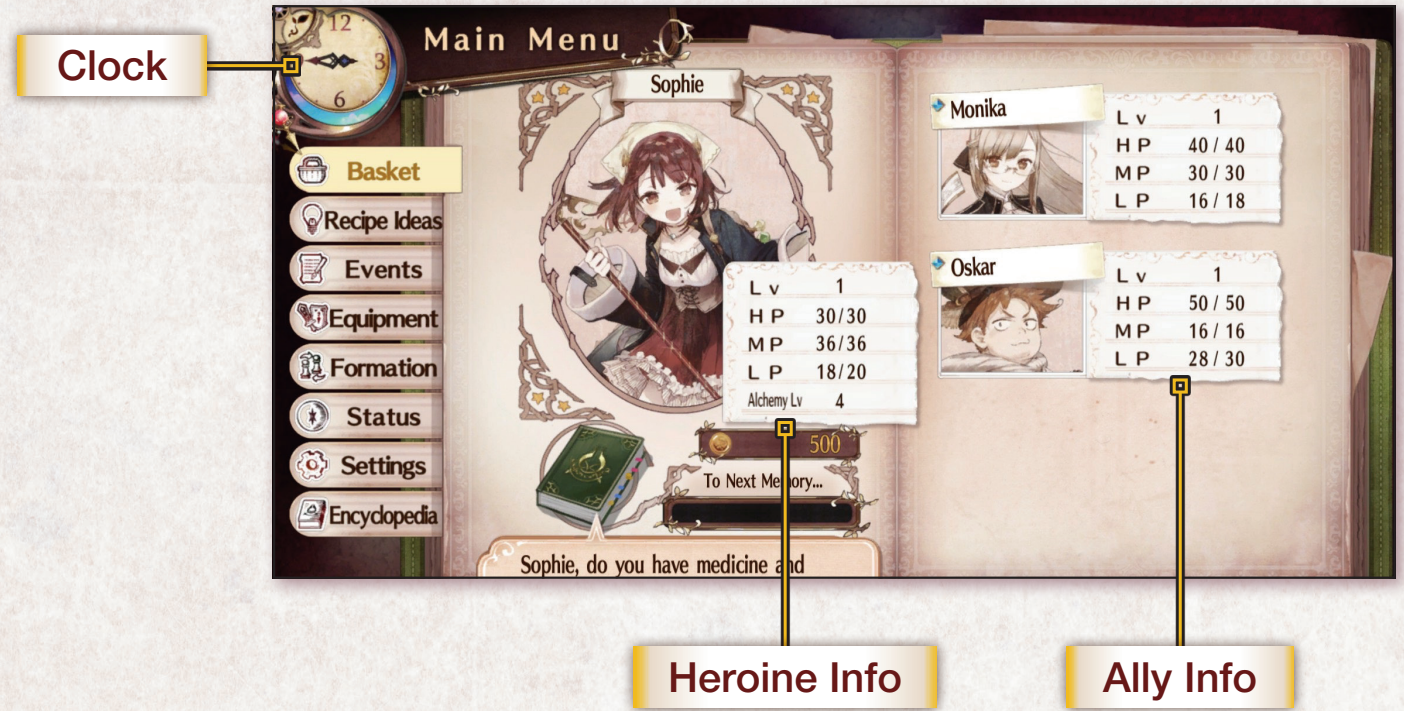 Clock
12
3
6
Main Menu
Basket
Recipe Ideas
Events
Equipment
Formation
Status
Settings
Encyclopedia
Sophie
Lv 1
HP 30/30
MP 36/36
LP 18/20
Alchemy Lv 4
500
To Next Memory...
Sophie, do you have medicine and
Monika
Lv 1
HP 40 / 40
MP 30 / 30
LP 16 / 18
Oskar
Lv 1
HP 50 / 50
MP 16 / 16
LP 28 / 30
Heroine Info
Ally Info